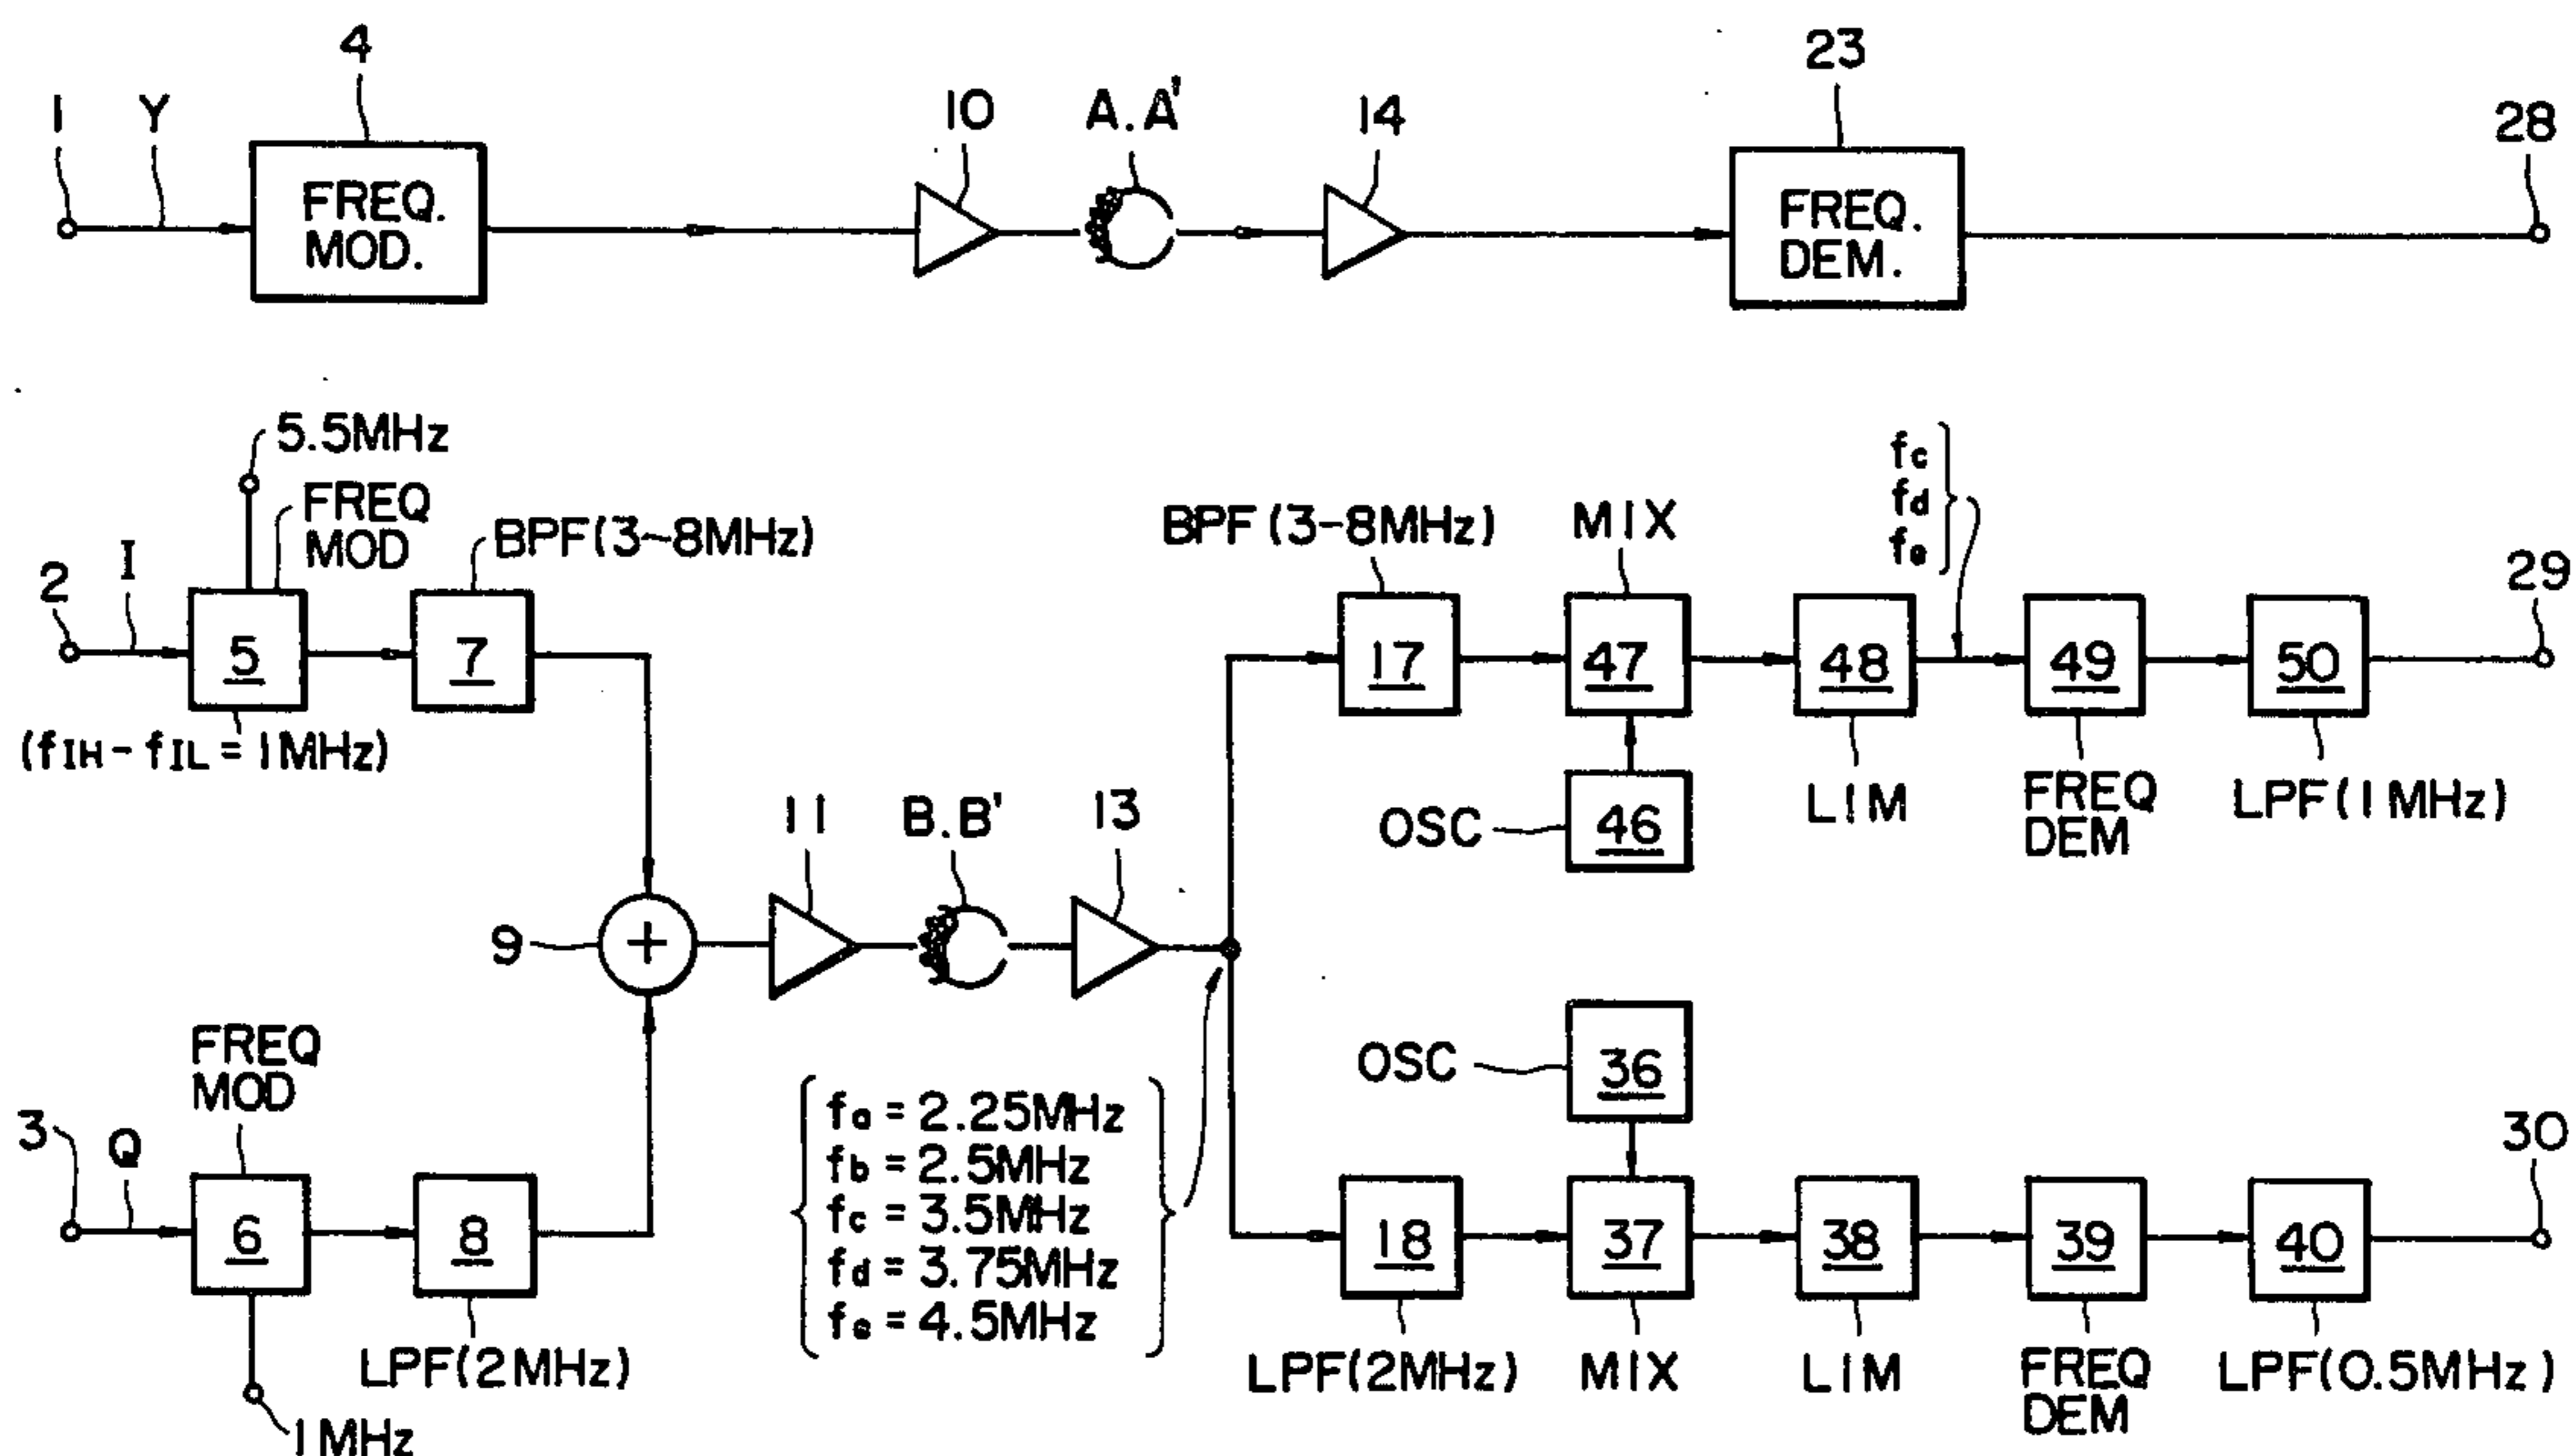 4
23
1
Y
10
A.A'
14
28
FREQ.
MOD.
FREQ.
DEM.
5.5MHz
FREQ
MOD
BPF(3~8MHz)
BPF(3-8MHz)
MIX
fc
fd
fe
2
I
29
5
7
17
47
48
49
50
(fIH-fIL=1MHz)
OSC
46
LIM
FREQ
DEM
LPF(1MHz)
11
B.B'
13
9
+
FREQ
MOD
OSC
36
fa=2.25MHz
fb=2.5MHz
fc=3.5MHz
fd=3.75MHz
fe=4.5MHz
3
Q
30
6
8
18
37
38
39
40
LPF(2MHz)
LPF(2MHz)
MIX
LIM
FREQ
DEM
LPF(0.5MHz)
1MHz